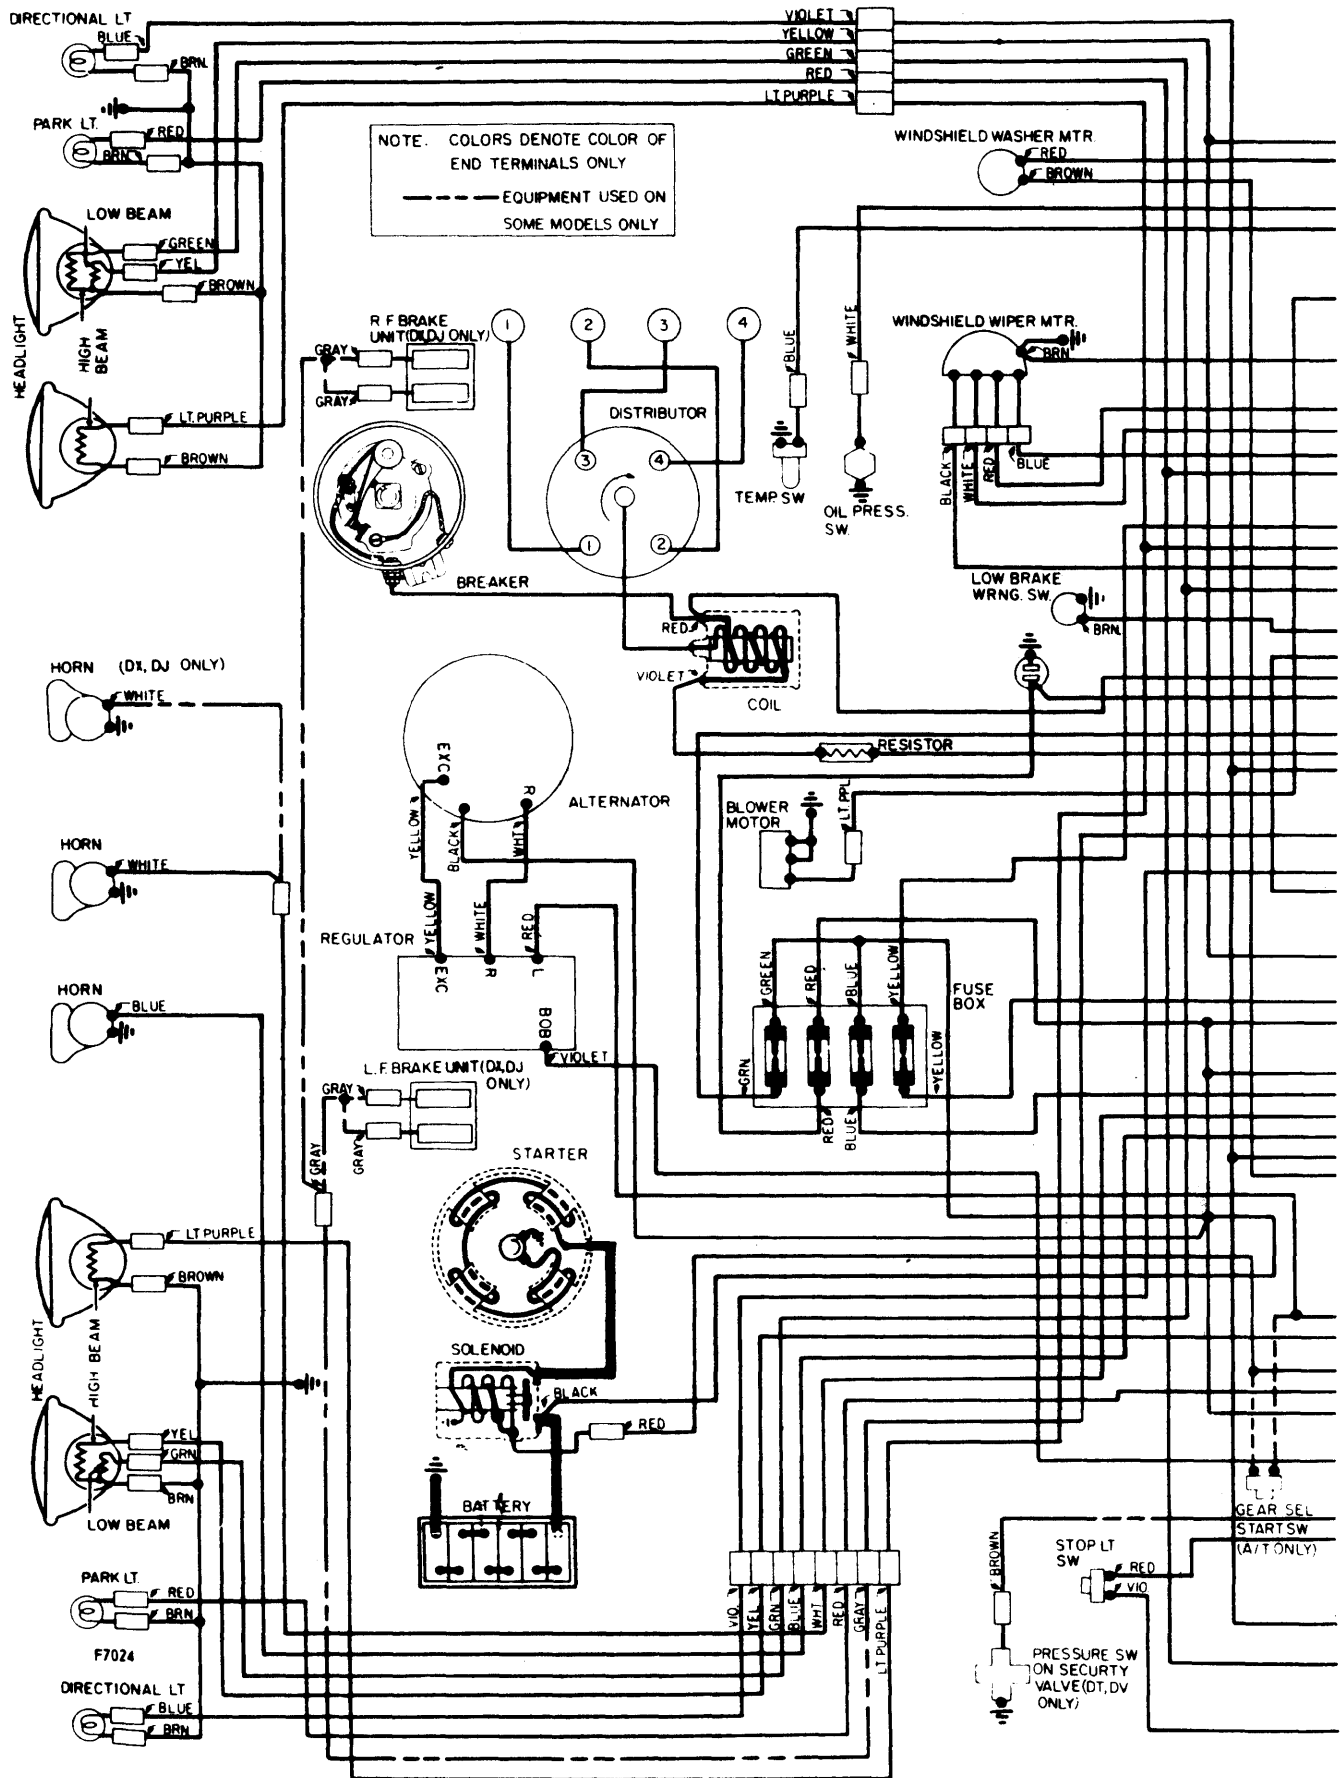 DIRECTIONAL LT
BLUE
BRN.
PARK LT.
RED
BRN
VIOLET
YELLOW
GREEN
RED
LT.PURPLE
NOTE. COLORS DENOTE COLOR OF
END TERMINALS ONLY
EQUIPMENT USED ON
SOME MODELS ONLY
WINDSHIELD WASHER MTR.
RED
BROWN
LOW BEAM
GREEN
YEL
BROWN
HEADLIGHT
HIGH
BEAM
LT.PURPLE
BROWN
R F BRAKE
UNIT(DX,DJ ONLY)
GRAY
GRAY
1
2
3
4
DISTRIBUTOR
3
4
1
2
BLUE
WHITE
TEMP. SW
OIL PRESS.
SW.
WINDSHIELD WIPER MTR.
BRN
BLACK
WHITE
RED
BLUE
BREAKER
LOW BRAKE
WRNG. SW.
BRN.
RED
VIOLET
COIL
HORN (DX, DJ ONLY)
WHITE
EXC
R
ALTERNATOR
YELLOW
BLACK
WHT
RESISTOR
BLOWER
MOTOR
LT. PPL
HORN
WHITE
REGULATOR
YELLOW
WHITE
RED
EXC
R
L
BOB
VIOLET
HORN
BLUE
GREEN
RED
BLUE
YELLOW
FUSE
BOX
GRN
RED
BLUE
YELLOW
L.F. BRAKE UNIT(DX,DJ
ONLY)
GRAY
GRAY
GRAY
STARTER
LT PURPLE
BROWN
HEADLIGHT
HIGH BEAM
SOLENOID
BLACK
RED
YEL
GRN
BRN
LOW BEAM
BATTERY
GEAR SEL
START SW
(A/T ONLY)
STOP LT
SW
RED
VIO.
BROWN
PARK LT.
RED
BRN
F7024
VIO.
YEL
GRN
BLUE
WHT
RED
GRAY
LT PURPLE
PRESSURE SW
ON SECURTY
VALVE(DT,DV
ONLY)
DIRECTIONAL LT
BLUE
BRN